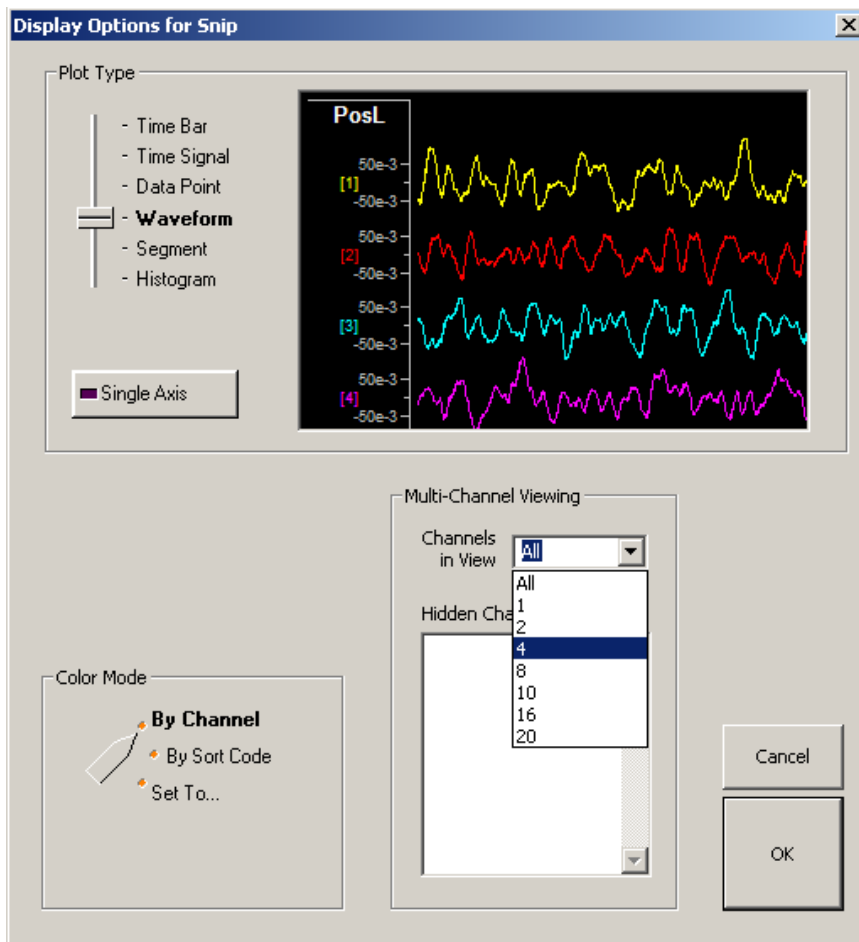 Display Options for Snip
Plot Type
- Time Bar
- Time Signal
- Data Point
- Waveform
- Segment
- Histogram
Single Axis
PosL
50e-3
[1]
-50e-3
50e-3
[2]
-50e-3
50e-3
[3]
-50e-3
50e-3
[4]
-50e-3
Multi-Channel Viewing
Channels
in View
All
All
1
2
4
8
10
16
20
Hidden Cha
Color Mode
By Channel
By Sort Code
Set To...
Cancel
OK